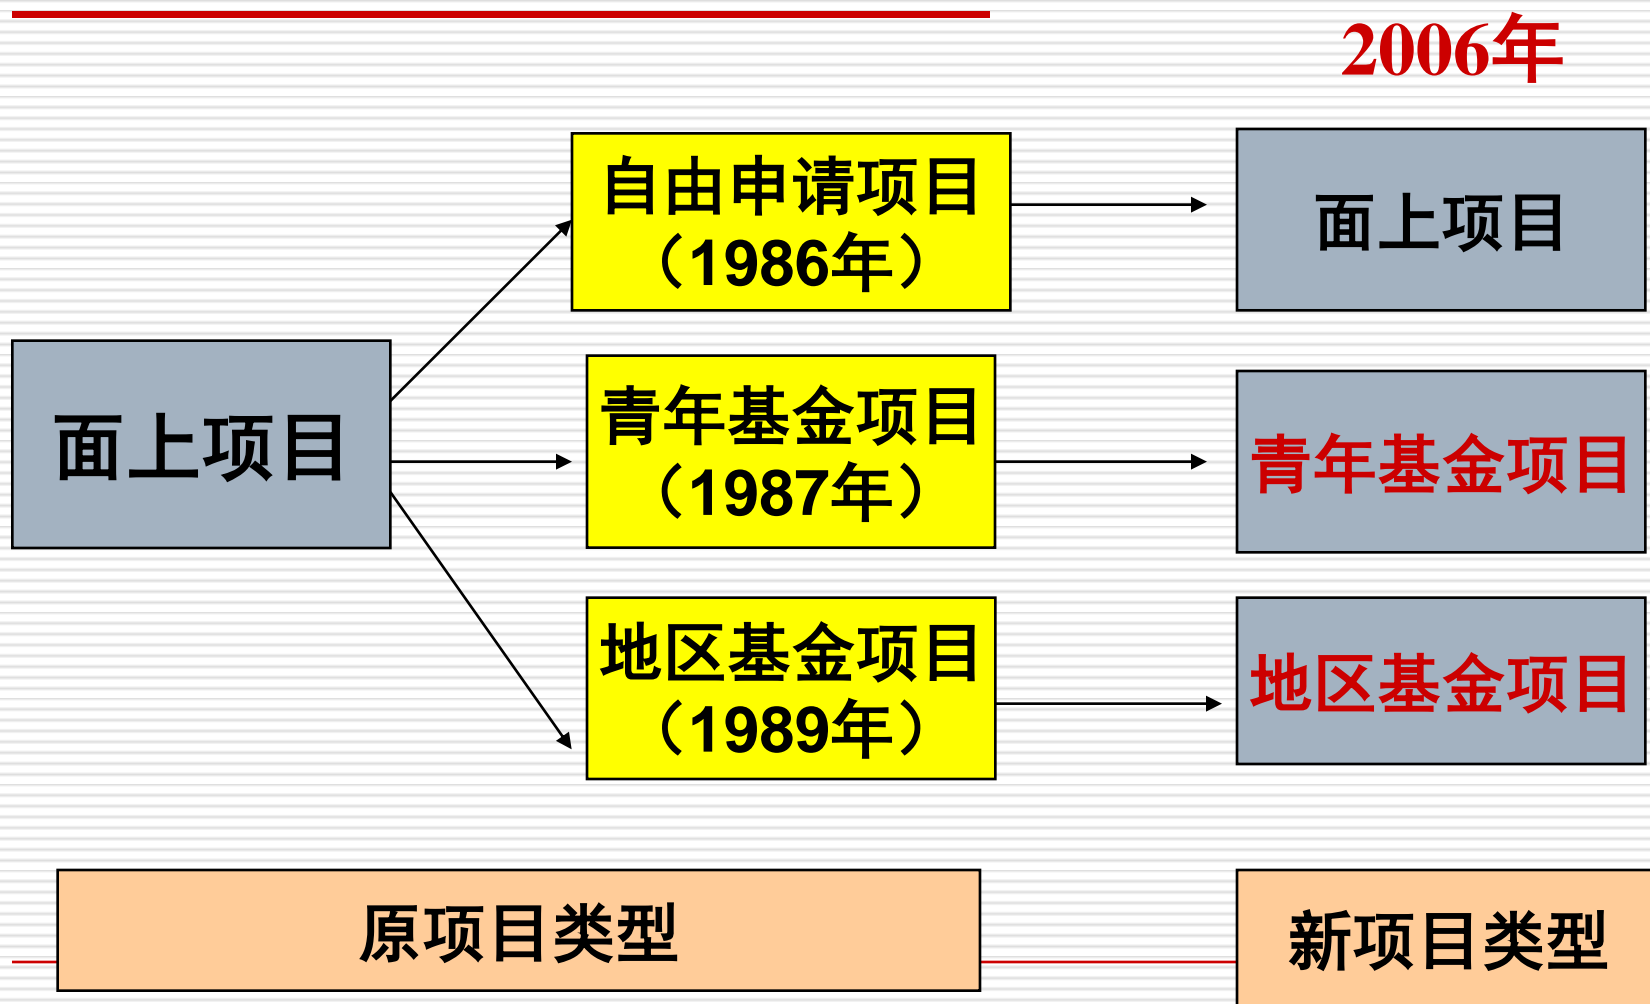 2006年
自由申请项目
（1986年）
面上项目
面上项目
青年基金项目
（1987年）
青年基金项目
地区基金项目
（1989年）
地区基金项目
原项目类型
新项目类型